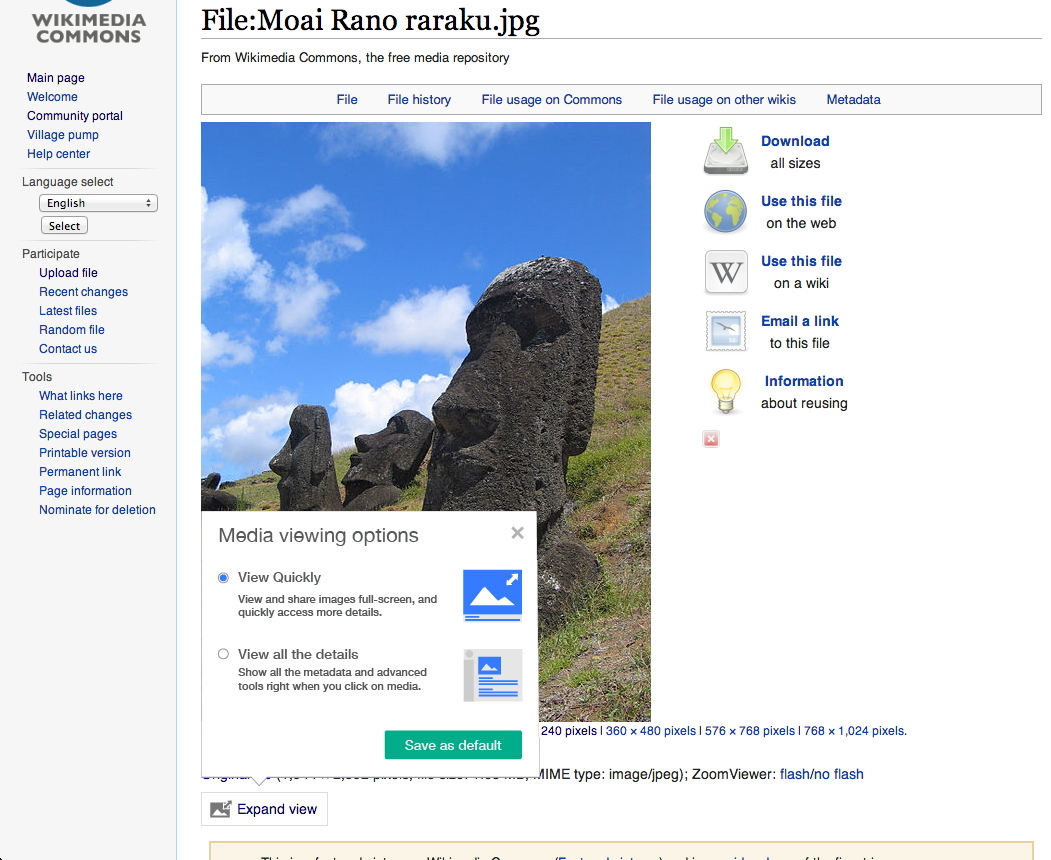 WIKIMEDIA
COMMONS
Main page
Welcome
Community portal
Village pump
Help center
Language select
English
Select
Participate
Upload file
Recent changes
Latest files
Random file
Contact us
Tools
What links here
Related changes
Special pages
Printable version
Permanent link
Page information
Nominate for deletion
File:Moai Rano raraku.jpg
From Wikimedia Commons, the free media repository
File File history File usage on Commons File usage on other wikis Metadata
Download
all sizes
Use this file
on the web
W
Use this file
on a wiki
Email a link
to this file
Information
about reusing
Media viewing options
View Quickly
View and share images full-screen, and
quickly access more details.
View all the details
Show all the metadata and advanced
tools right when you click on media.
Save as default
240 pixels | 360 × 480 pixels | 576 × 768 pixels | 768 × 1,024 pixels.
MIME type: image/jpeg); ZoomViewer: flash/no flash
Expand view